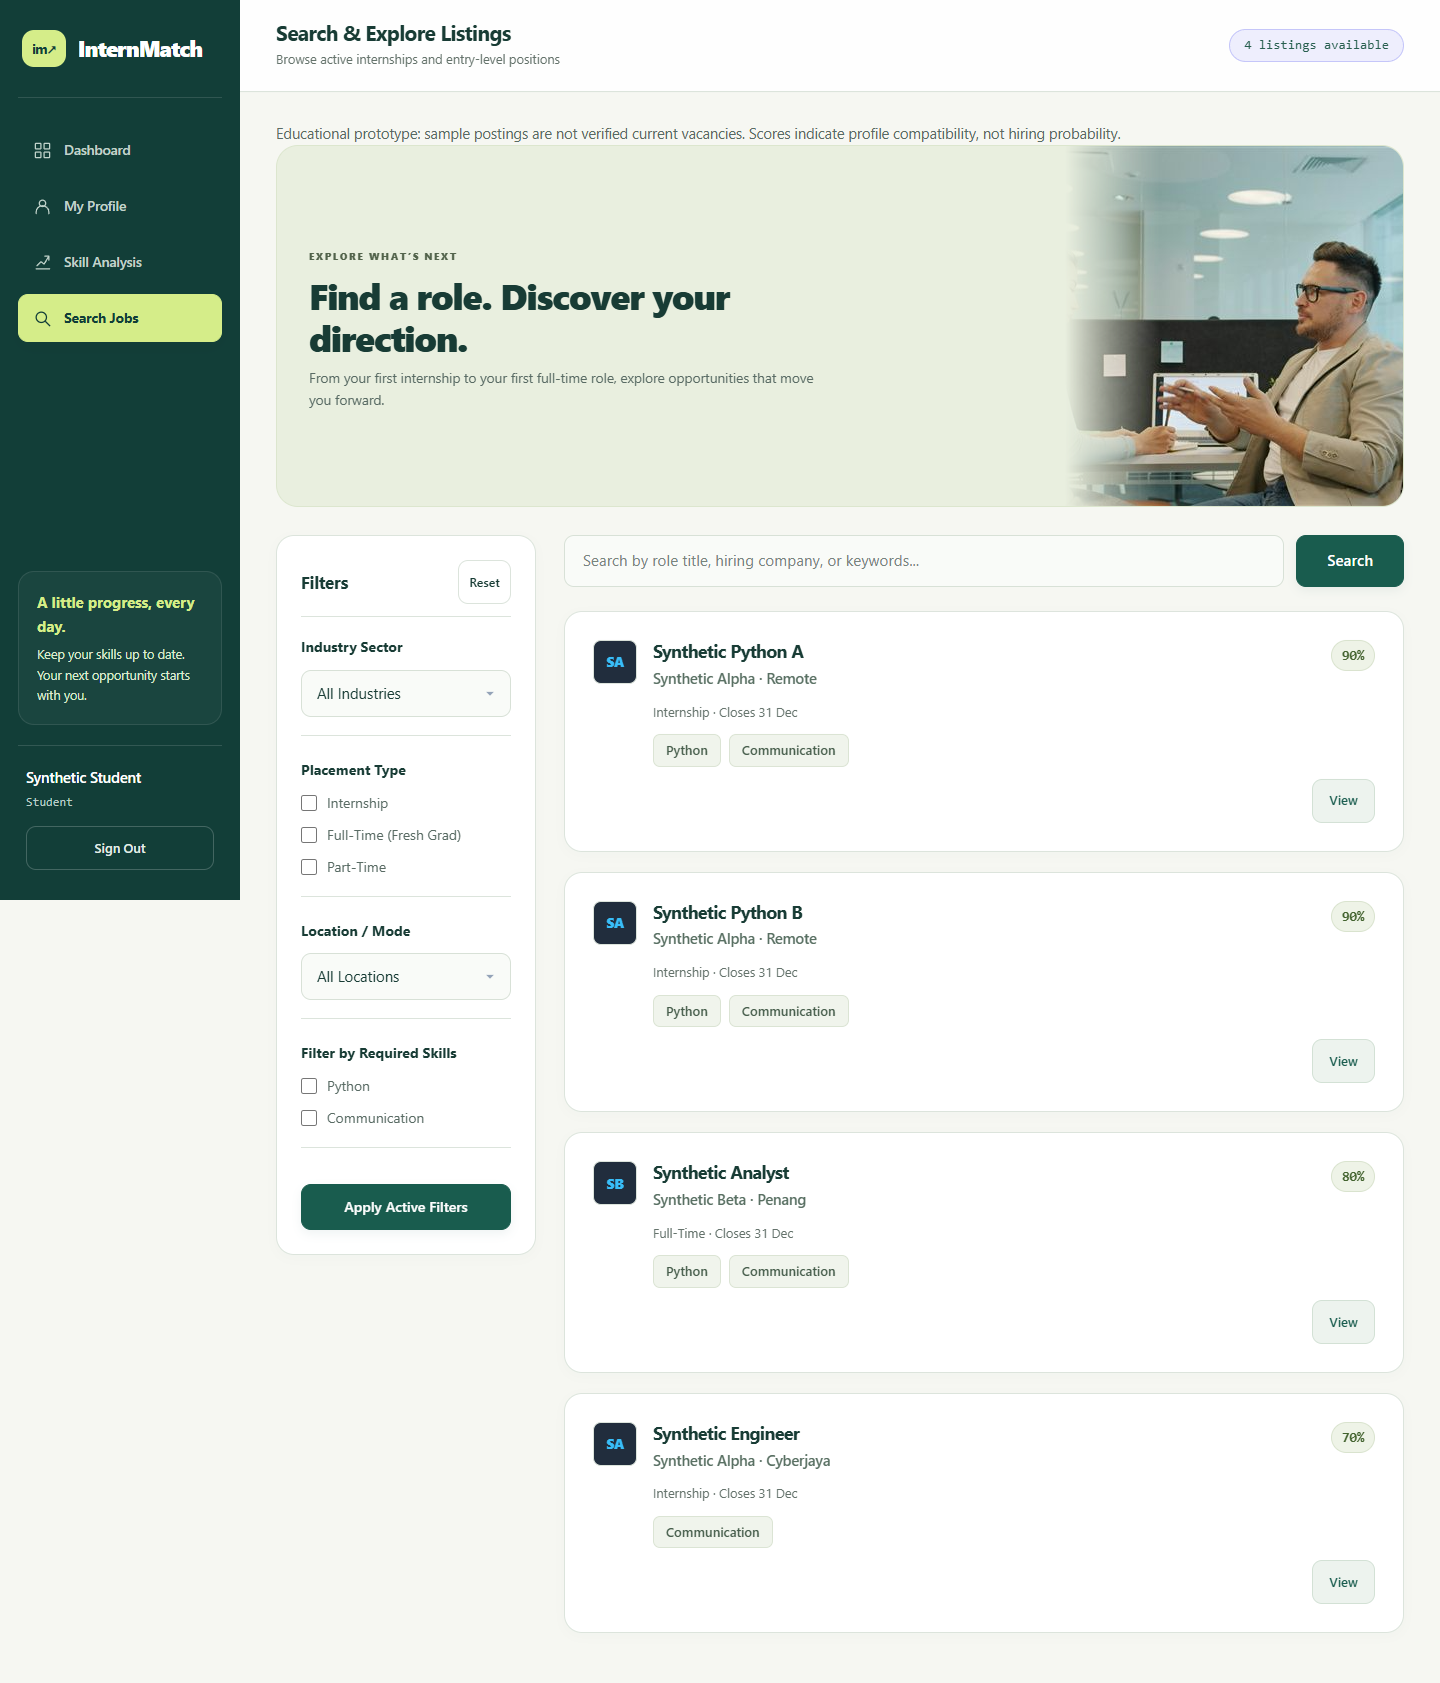 im↗ InternMatch
Dashboard
My Profile
Skill Analysis
Search Jobs
A little progress, every
day.
Keep your skills up to date.
Your next opportunity starts
with you.
Synthetic Student
Student
Sign Out
Search & Explore Listings
Browse active internships and entry-level positions
4 listings available
Educational prototype: sample postings are not verified current vacancies. Scores indicate profile compatibility, not hiring probability.
EXPLORE WHAT'S NEXT
Find a role. Discover your
direction.
From your first internship to your first full-time role, explore opportunities that move
you forward.
Filters
Reset
Industry Sector
All Industries
Placement Type
Internship
Full-Time (Fresh Grad)
Part-Time
Location / Mode
All Locations
Filter by Required Skills
Python
Communication
Apply Active Filters
Search by role title, hiring company, or keywords...
Search
SA
Synthetic Python A
90%
Synthetic Alpha · Remote
Internship · Closes 31 Dec
Python
Communication
View
SA
Synthetic Python B
90%
Synthetic Alpha · Remote
Internship · Closes 31 Dec
Python
Communication
View
SB
Synthetic Analyst
80%
Synthetic Beta · Penang
Full-Time · Closes 31 Dec
Python
Communication
View
SA
Synthetic Engineer
70%
Synthetic Alpha · Cyberjaya
Internship · Closes 31 Dec
Communication
View